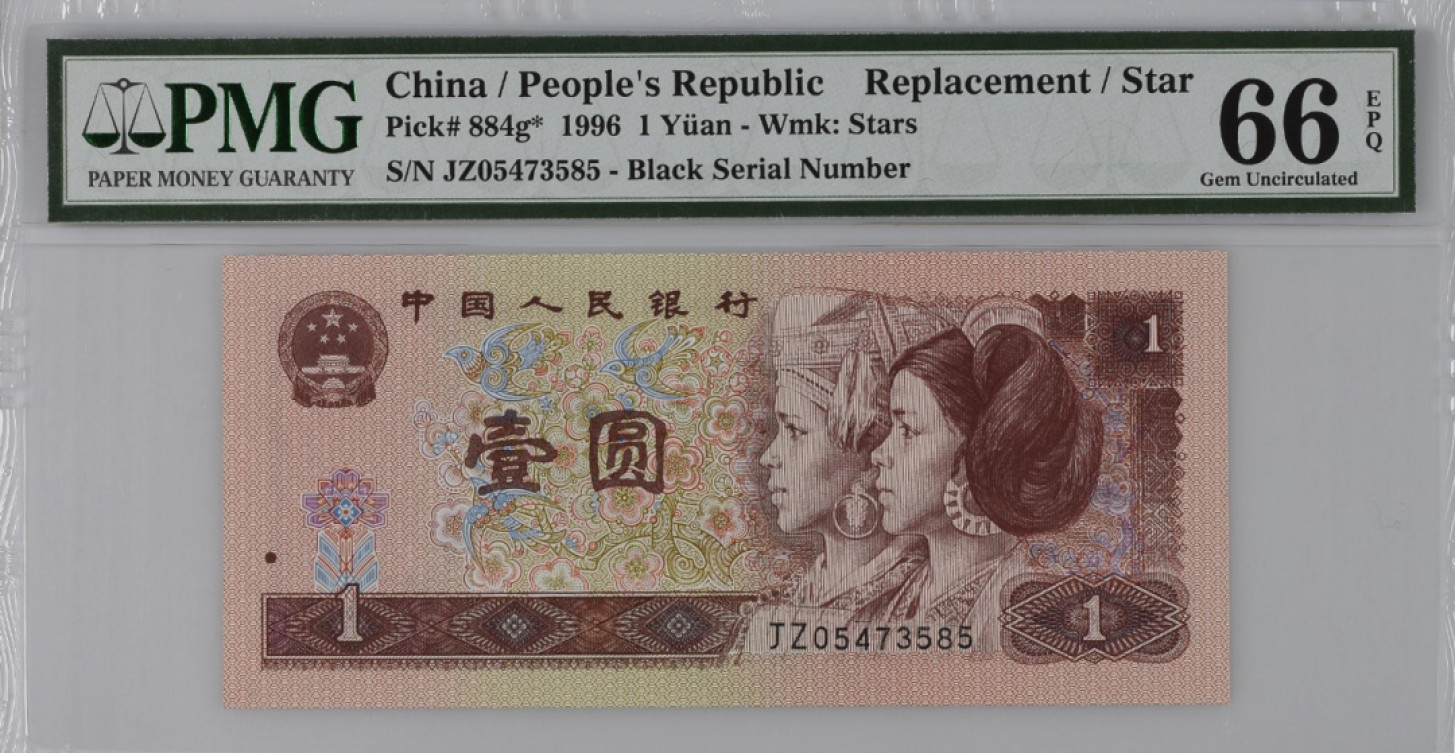 PMG
PAPER MONEY GUARANTY
China / People's Republic Replacement / Star
Pick# 884g* 1996 1 Yüan - Wmk: Stars
S/N JZ05473585 - Black Serial Number
66
EPQ
Gem Uncirculated
中国人民银行
1
壹圆
1
JZ05473585
1